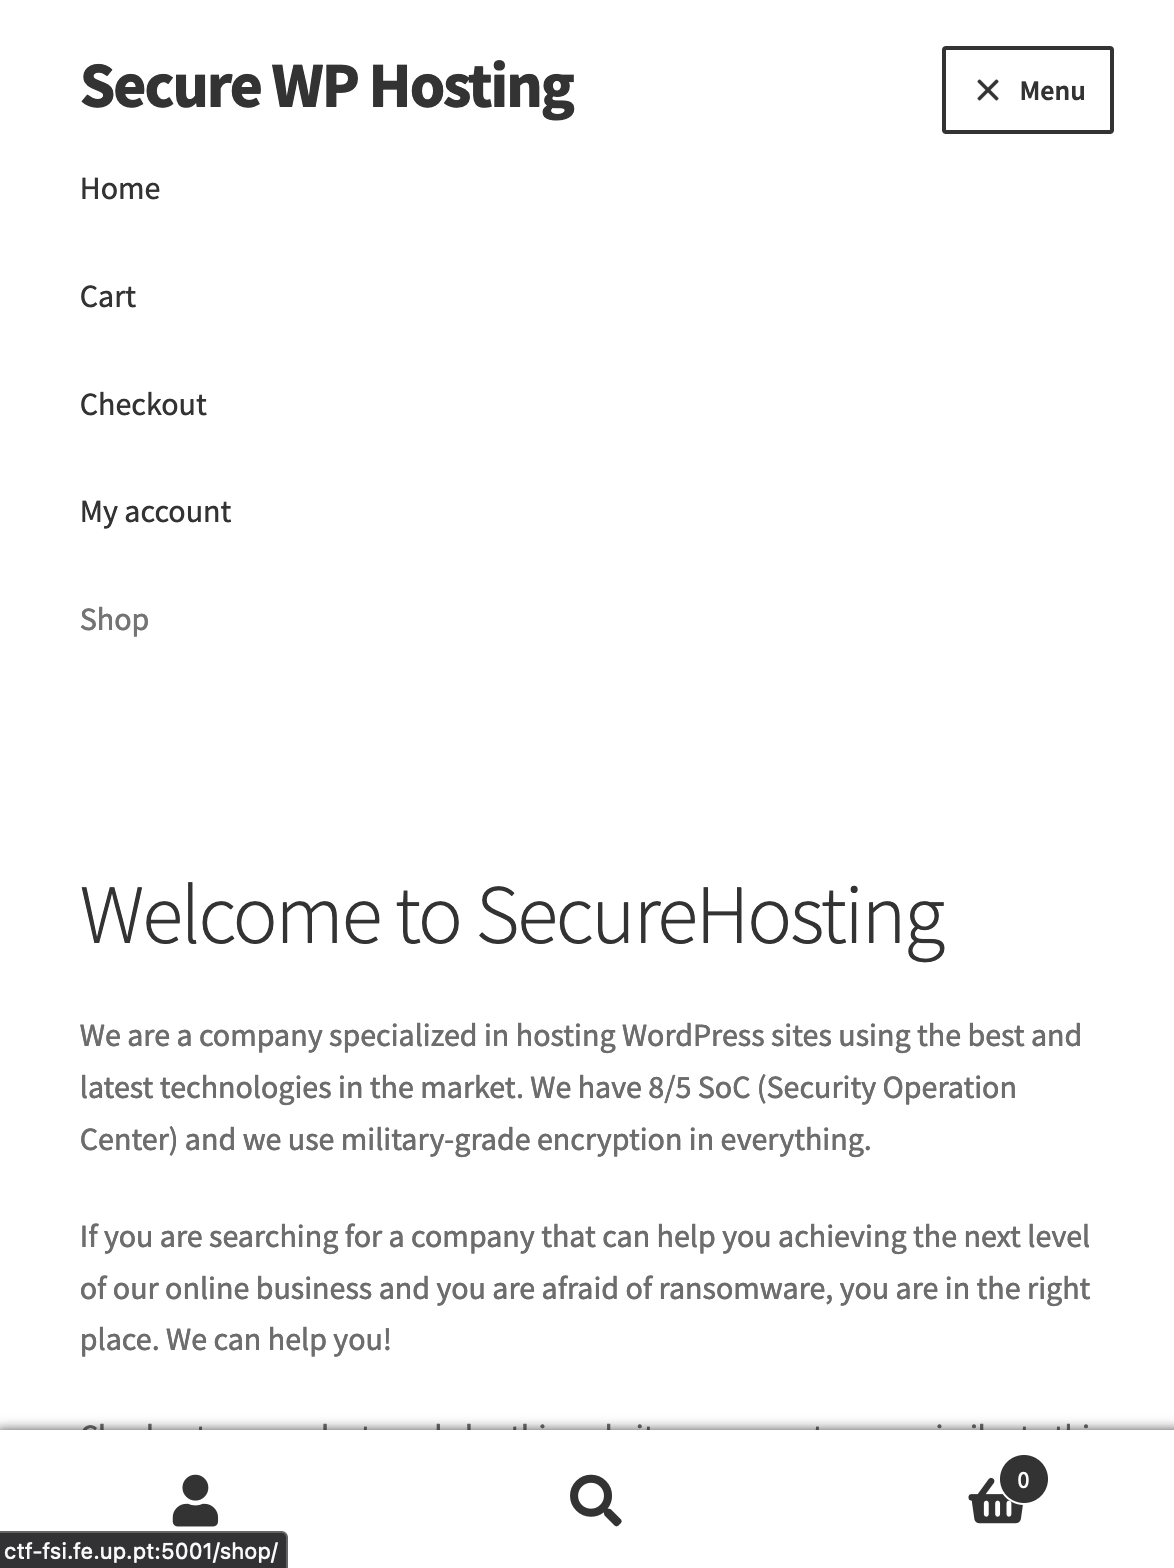 Secure WP Hosting
Menu
Home
Cart
Checkout
My account
Shop
Welcome to SecureHosting
We are a company specialized in hosting WordPress sites using the best and
latest technologies in the market. We have 8/5 SoC (Security Operation
Center) and we use military-grade encryption in everything.
If you are searching for a company that can help you achieving the next level
of our online business and you are afraid of ransomware, you are in the right
place. We can help you!
0
ctf-fsi.fe.up.pt:5001/shop/